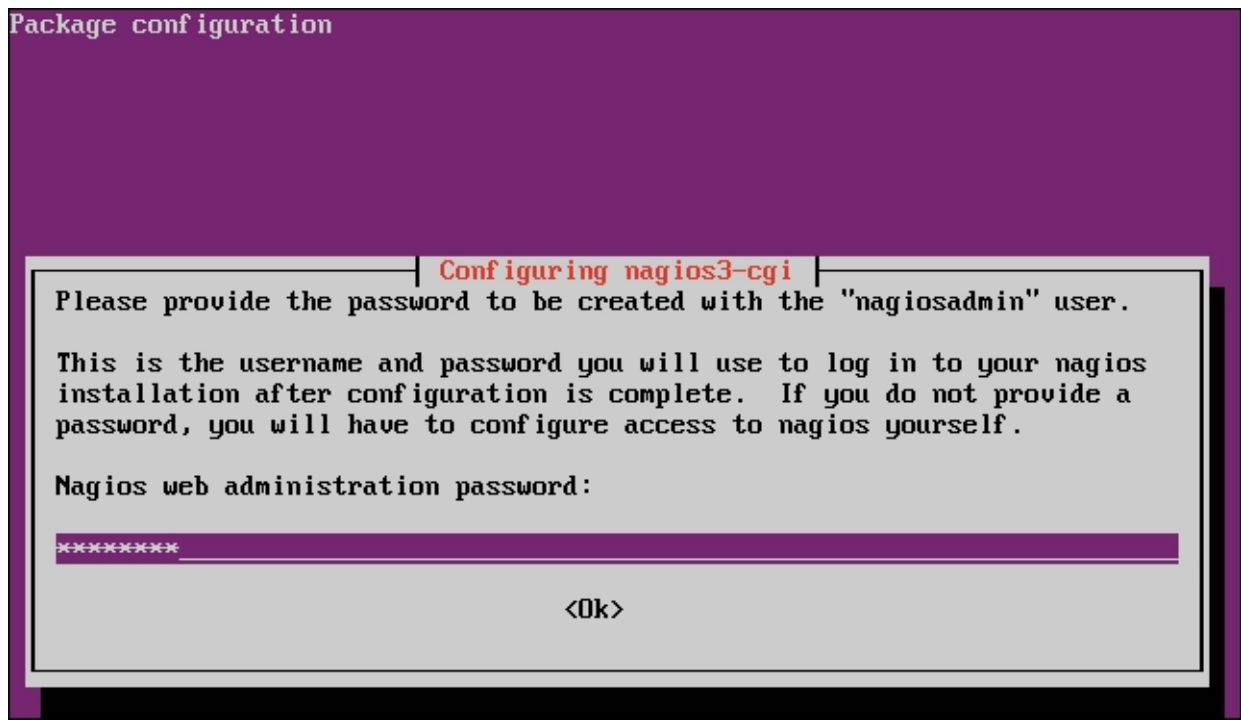 Package configuration
Configuring nagios3-cgi
Please provide the password to be created with the "nagiosadmin" user.
This is the username and password you will use to log in to your nagios
installation after configuration is complete.  If you do not provide a
password, you will have to configure access to nagios yourself.
Nagios web administration password:
********
<Ok>